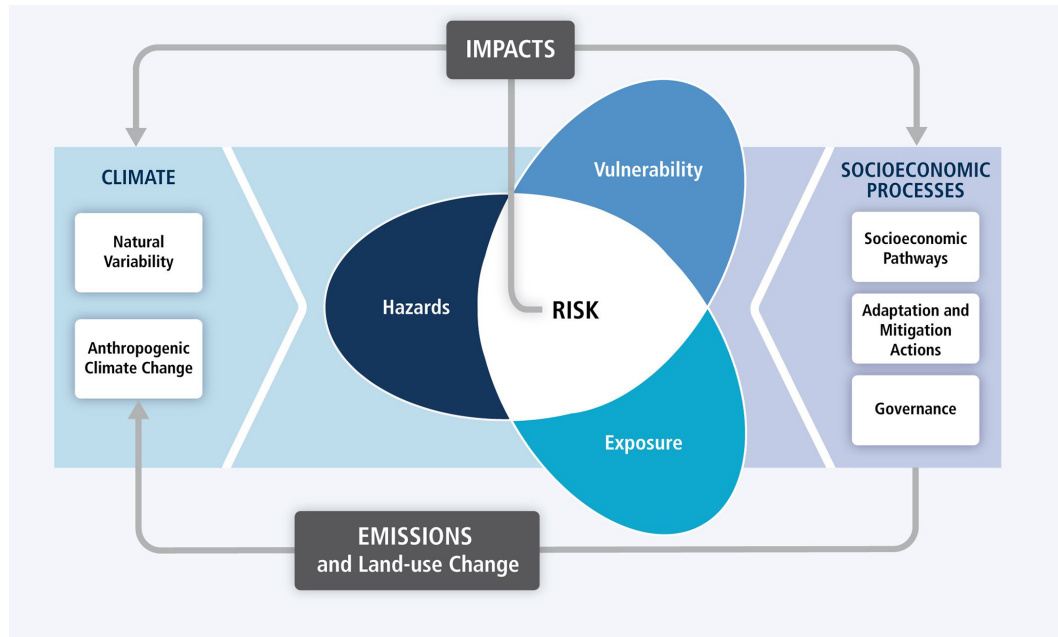 IMPACTS
CLIMATE
Natural
Variability
Anthropogenic
Climate Change
Vulnerability
Hazards
RISK
Exposure
SOCIOECONOMIC
PROCESSES
Socioeconomic
Pathways
Adaptation and
Mitigation
Actions
Governance
EMISSIONS
and Land-use Change